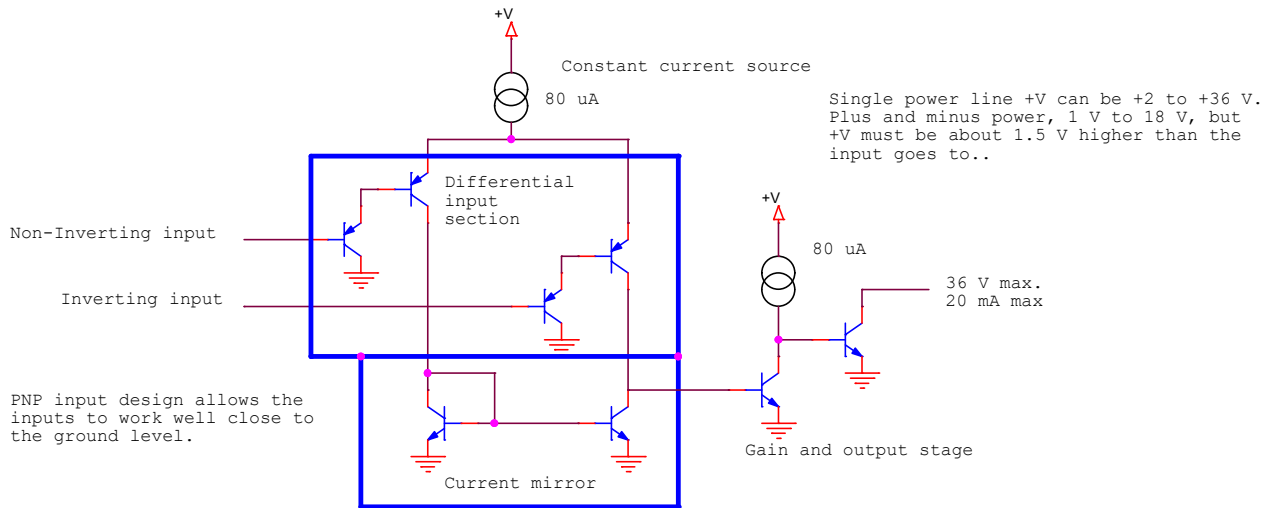 +V
Constant current source
80 uA
Single power line +V can be +2 to +36 V.
Plus and minus power, 1 V to 18 V, but
+V must be about 1.5 V higher than the
input goes to..
Differential
input
section
+V
Non-Inverting input
80 uA
Inverting input
36 V max.
20 mA max
PNP input design allows the
inputs to work well close to
the ground level.
Gain and output stage
Current mirror